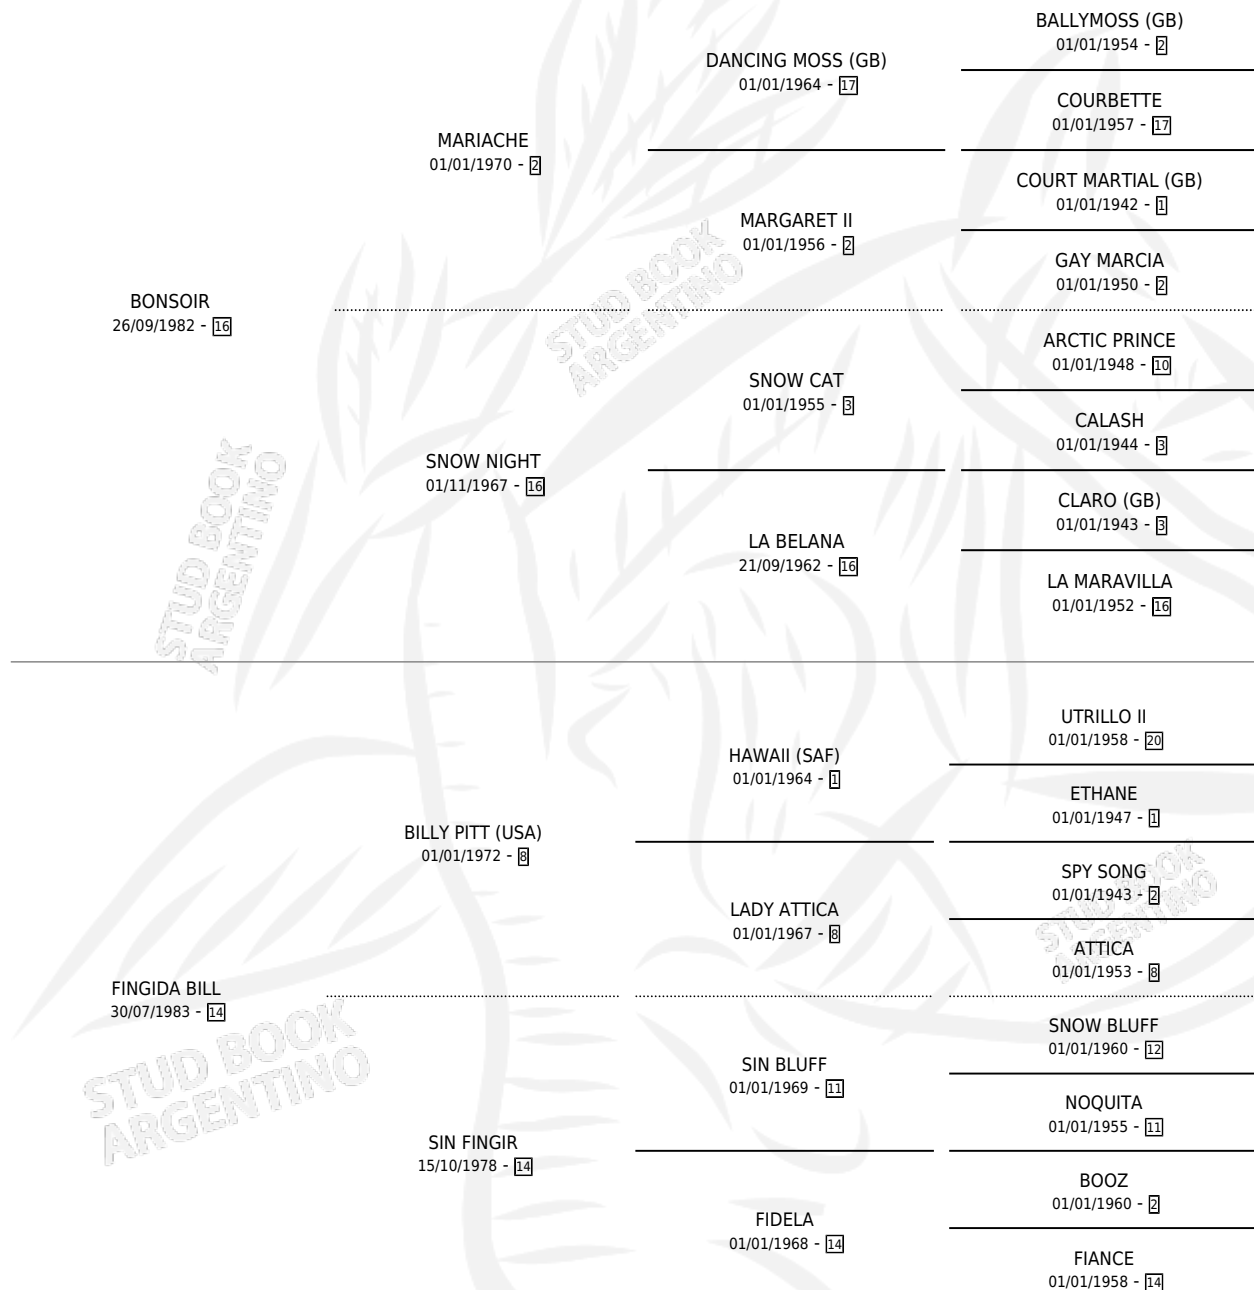 BALLYMOSS (GB)
01/01/1954 - 2
DANCING MOSS (GB)
01/01/1964 - 17
COURBETTE
01/01/1957 - 17
MARIACHE
01/01/1970 - 2
COURT MARTIAL (GB)
01/01/1942 - 1
MARGARET II
01/01/1956 - 2
GAY MARCIA
01/01/1950 - 2
BONSOIR
26/09/1982 - 16
STUD BOOK
ARGENTINO
ARCTIC PRINCE
01/01/1948 - 10
SNOW CAT
01/01/1955 - 3
CALASH
01/01/1944 - 3
SNOW NIGHT
01/11/1967 - 16
CLARO (GB)
01/01/1943 - 3
LA BELANA
21/09/1962 - 16
LA MARAVILLA
01/01/1952 - 16
STUD BOOK
ARGENTINO
UTRILLO II
01/01/1958 - 20
HAWAII (SAF)
01/01/1964 - 1
ETHANE
01/01/1947 - 1
BILLY PITT (USA)
01/01/1972 - 8
SPY SONG
01/01/1943 - 2
LADY ATTICA
01/01/1967 - 8
ATTICA
01/01/1953 - 8
STUD BOOK
ARGENTINO
FINGIDA BILL
30/07/1983 - 14
STUD BOOK
ARGENTINO
SNOW BLUFF
01/01/1960 - 12
SIN BLUFF
01/01/1969 - 11
NOQUITA
01/01/1955 - 11
SIN FINGIR
15/10/1978 - 14
BOOZ
01/01/1960 - 2
FIDELA
01/01/1968 - 14
FIANCE
01/01/1958 - 14